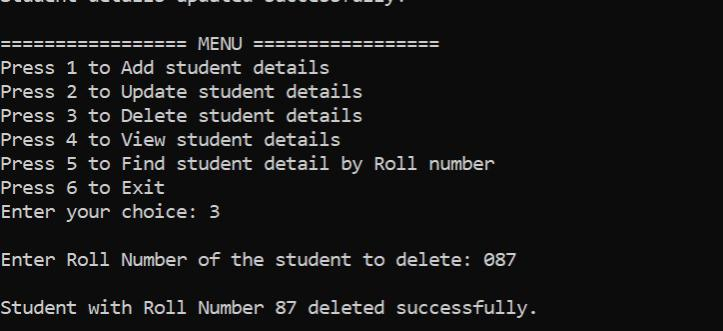 Student details updated successfully.
================= MENU =================
Press 1 to Add student details
Press 2 to Update student details
Press 3 to Delete student details
Press 4 to View student details
Press 5 to Find student detail by Roll number
Press 6 to Exit
Enter your choice: 3
Enter Roll Number of the student to delete: 087
Student with Roll Number 87 deleted successfully.